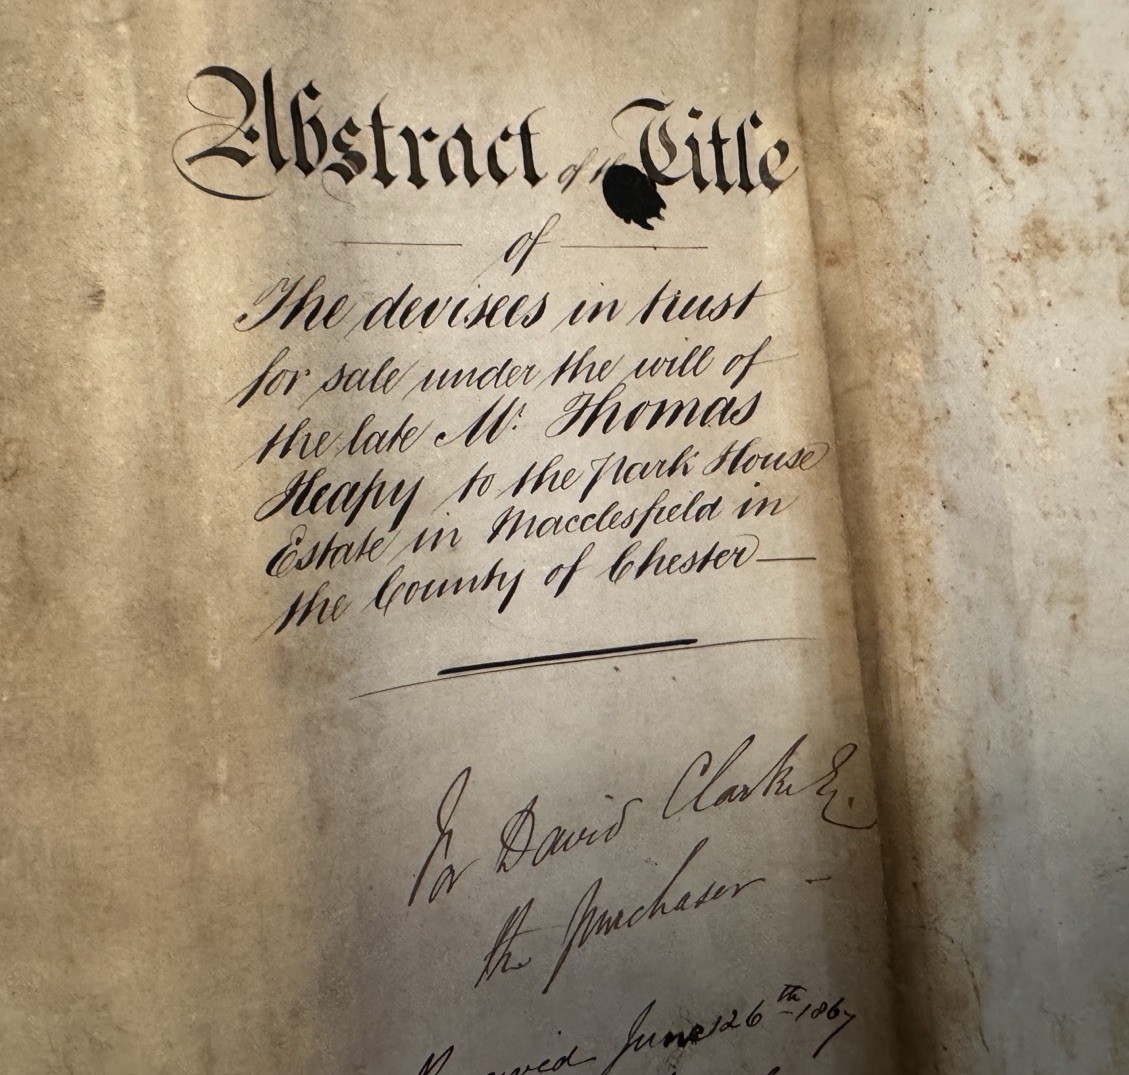 Abstract of the Title
of
The devisees in trust
for sale under the will of
the late Mr. Thomas
Heapy to the Park House
Estate in Macclesfield in
the County of Chester—
For David Clarke Esq.
the purchaser –
June 26th 1867